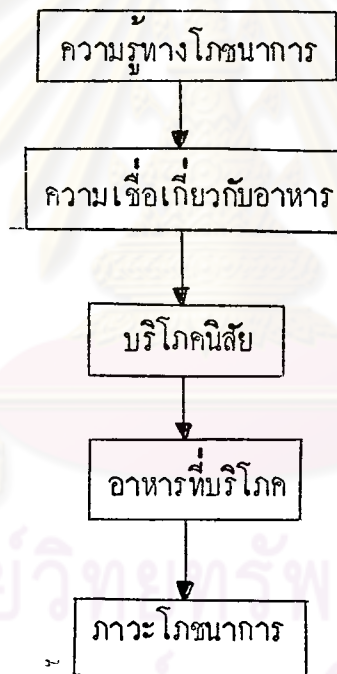 ความรู้ทางโภชนาการ
ความเชื่อเกี่ยวกับอาหาร
บริโภคนิสัย
อาหารที่บริโภค
ภาวะโภชนาการ